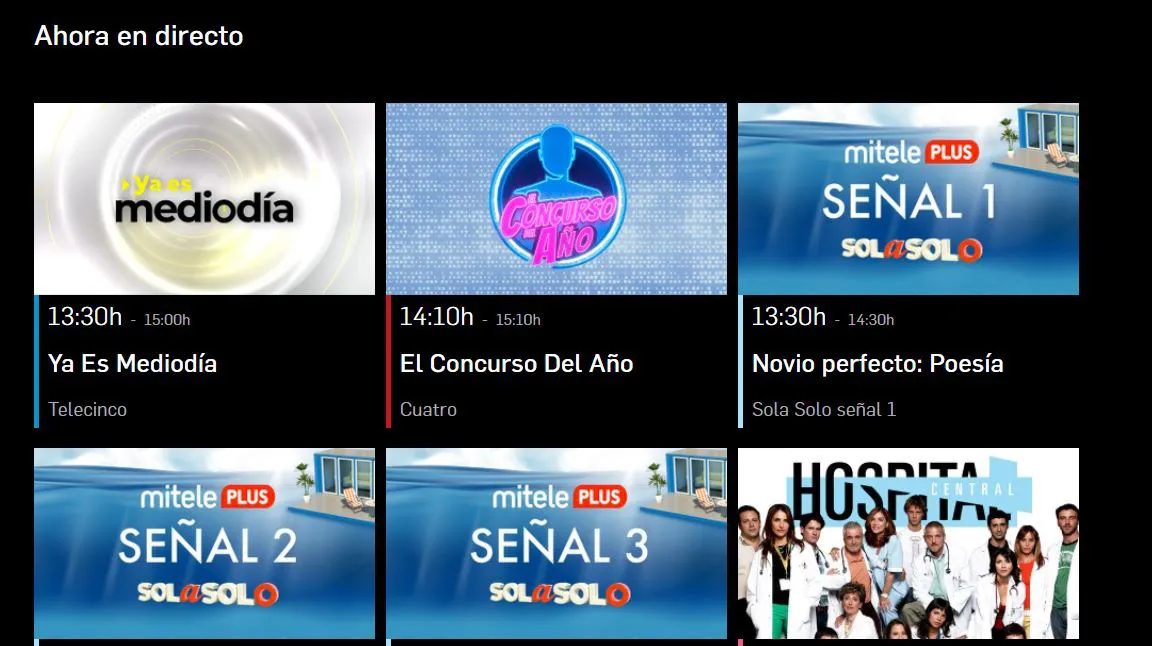 Ahora en directo
Ya es
mediodía
EL
CONCURSO
DEL
AÑO
mitele PLUS
SEÑAL 1
SOLaSOLO
13:30h - 15:00h
Ya Es Mediodía
Telecinco
14:10h - 15:10h
El Concurso Del Año
Cuatro
13:30h - 14:30h
Novio perfecto: Poesía
Sola Solo señal 1
mitele PLUS
SEÑAL 2
SOLaSOLO
mitele PLUS
SEÑAL 3
SOLaSOLO
HOSPITAL
CENTRAL